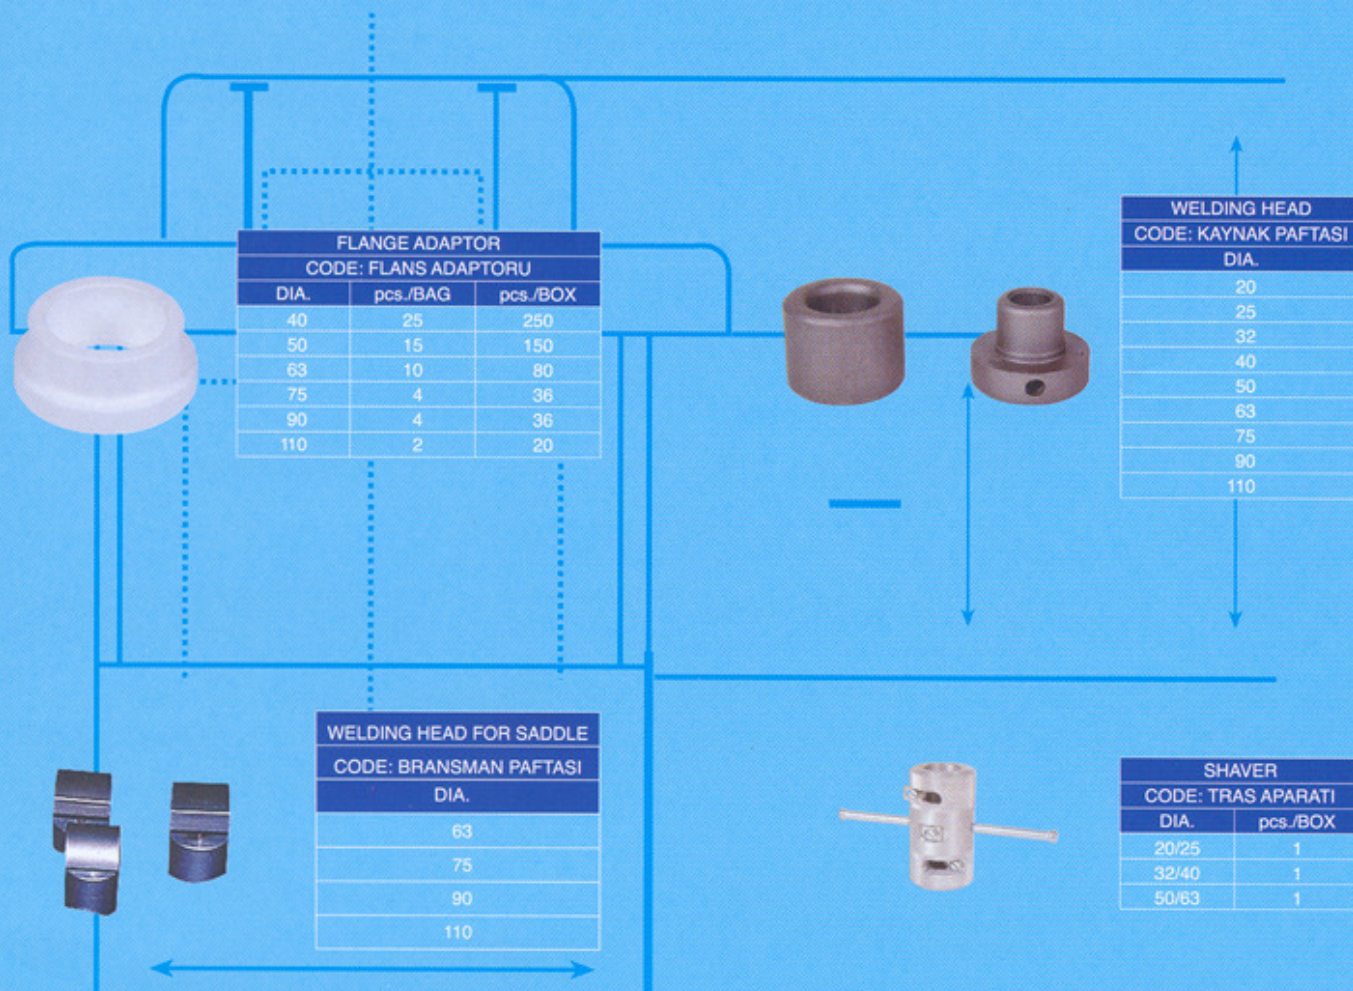 FLANGE ADAPTOR
CODE: FLANS ADAPTORU
DIA. pcs./BAG pcs./BOX
40 25 250
50 15 150
63 10 80
75 4 36
90 4 36
110 2 20
WELDING HEAD
CODE: KAYNAK PAFTASI
DIA.
20
25
32
40
50
63
75
90
110
WELDING HEAD FOR SADDLE
CODE: BRANSMAN PAFTASI
DIA.
63
75
90
110
SHAVER
CODE: TRAS APARATI
DIA. pcs./BOX
20/25 1
32/40 1
50/63 1